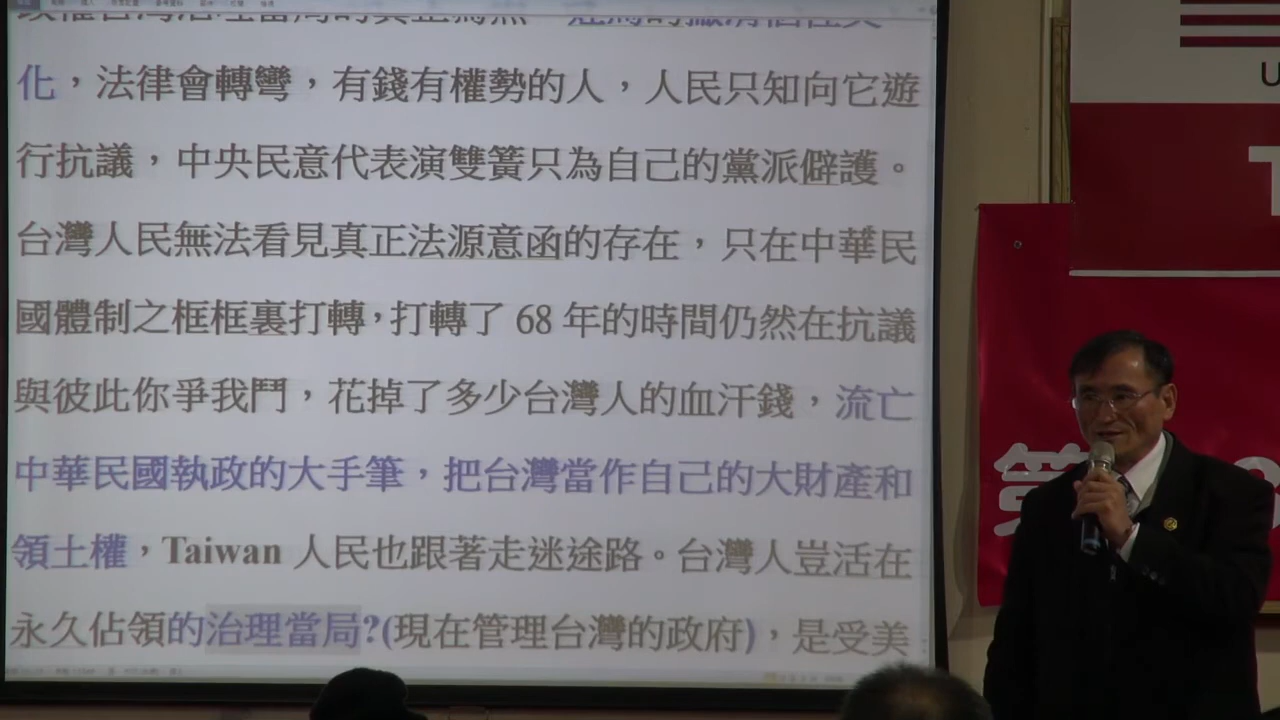 化，法律會轉彎，有錢有權勢的人，人民只知向它遊
行抗議，中央民意代表演雙簧只為自己的黨派僻護。
台灣人民無法看見真正法源意函的存在，只在中華民
國體制之框框裏打轉，打轉了 68 年的時間仍然在抗議
與彼此你爭我鬥，花掉了多少台灣人的血汗錢，流亡
中華民國執政的大手筆，把台灣當作自己的大財產和
領土權，Taiwan 人民也跟著走迷途路。台灣人豈活在
永久佔領的治理當局?(現在管理台灣的政府)，是受美
U
T
第